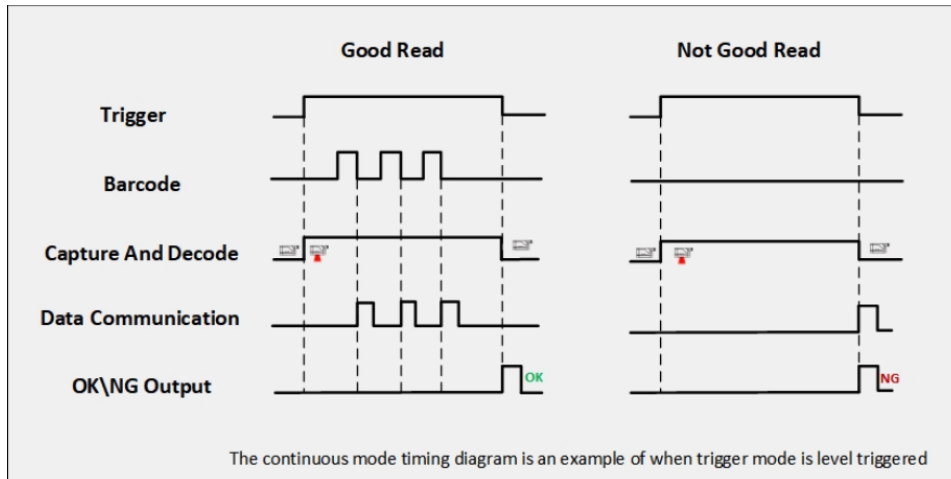 Good Read
Not Good Read
Trigger
Barcode
Capture And Decode
Data Communication
OK\NG Output
OK
NG
The continuous mode timing diagram is an example of when trigger mode is level triggered